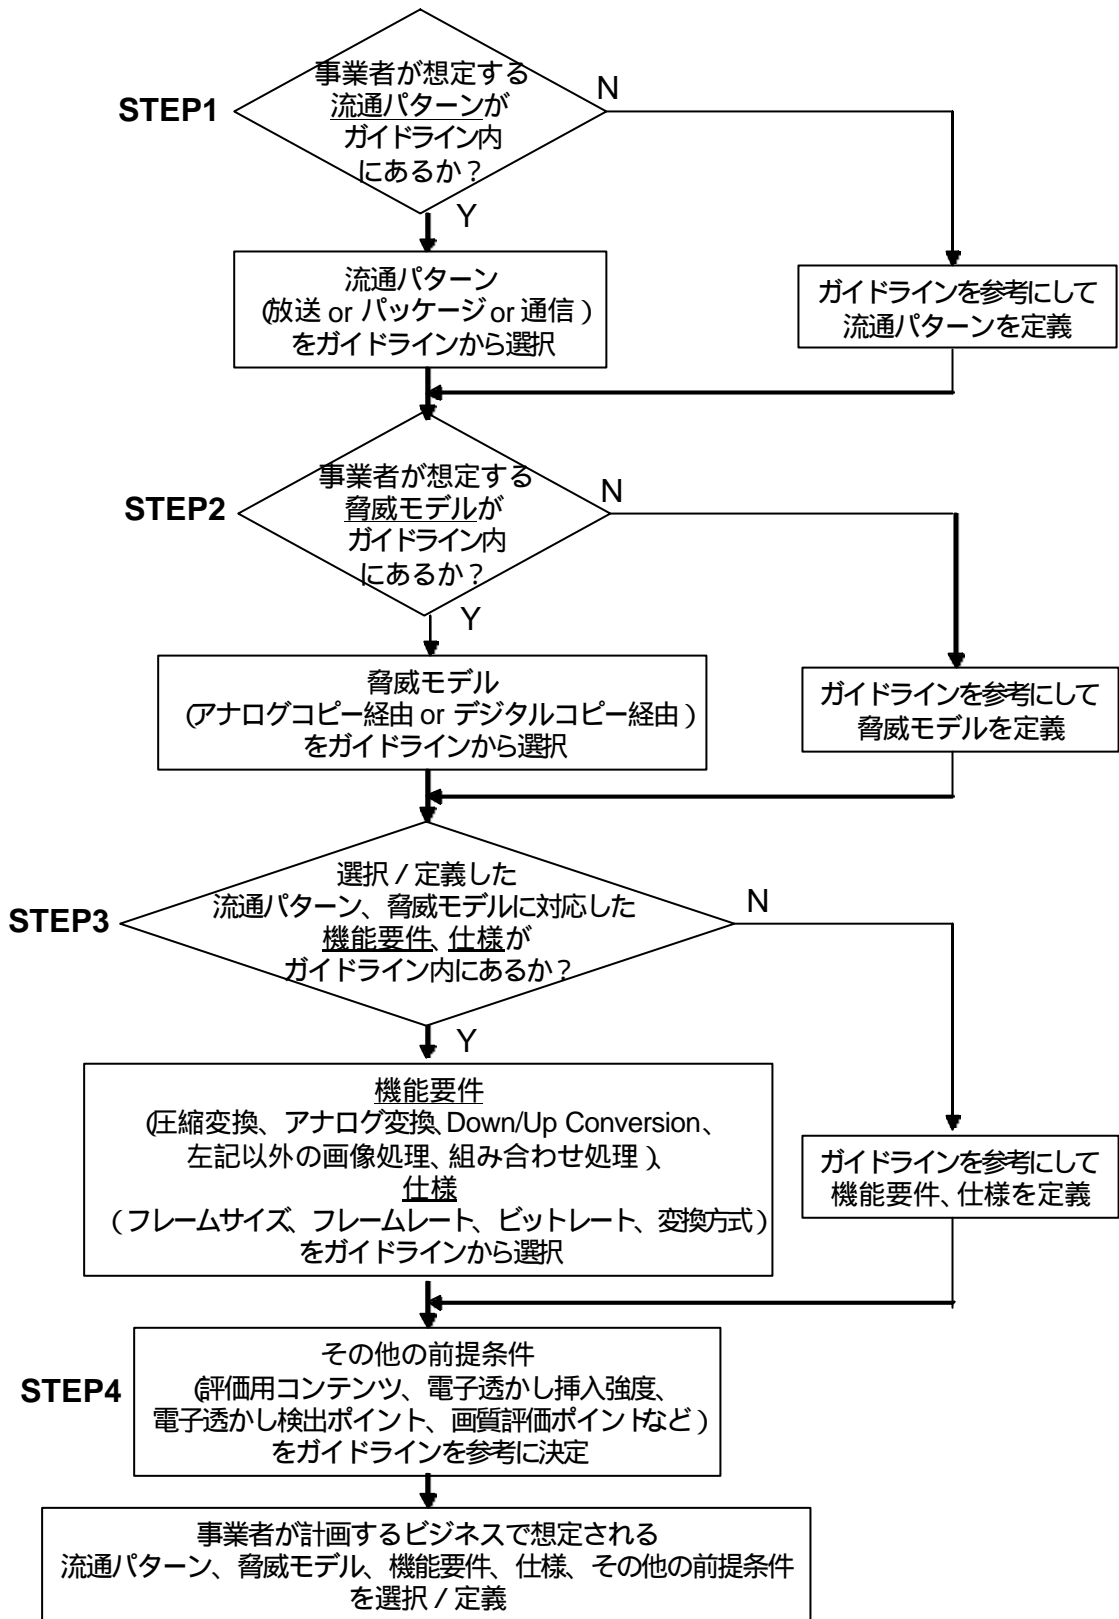 事業者が想定する
流通パターンが
ガイドライン内
にあるか?
STEP1
N
Y
流通パターン
(放送 or パッケージ or 通信)
をガイドラインから選択
ガイドラインを参考にして
流通パターンを定義
事業者が想定する
脅威モデルが
ガイドライン内
にあるか?
STEP2
N
Y
脅威モデル
(アナログコピー経由 or デジタルコピー経由)
をガイドラインから選択
ガイドラインを参考にして
脅威モデルを定義
選択/定義した
流通パターン、脅威モデルに対応した
機能要件、仕様が
ガイドライン内にあるか?
STEP3
N
Y
機能要件
(圧縮変換、アナログ変換、Down/Up Conversion、
左記以外の画像処理、組み合わせ処理)、
仕様
(フレームサイズ、フレームレート、ビットレート、変換方式)
をガイドラインから選択
ガイドラインを参考にして
機能要件、仕様を定義
STEP4
その他の前提条件
(評価用コンテンツ、電子透かし挿入強度、
電子透かし検出ポイント、画質評価ポイントなど)
をガイドラインを参考に決定
事業者が計画するビジネスで想定される
流通パターン、脅威モデル、機能要件、仕様、その他の前提条件
を選択/定義